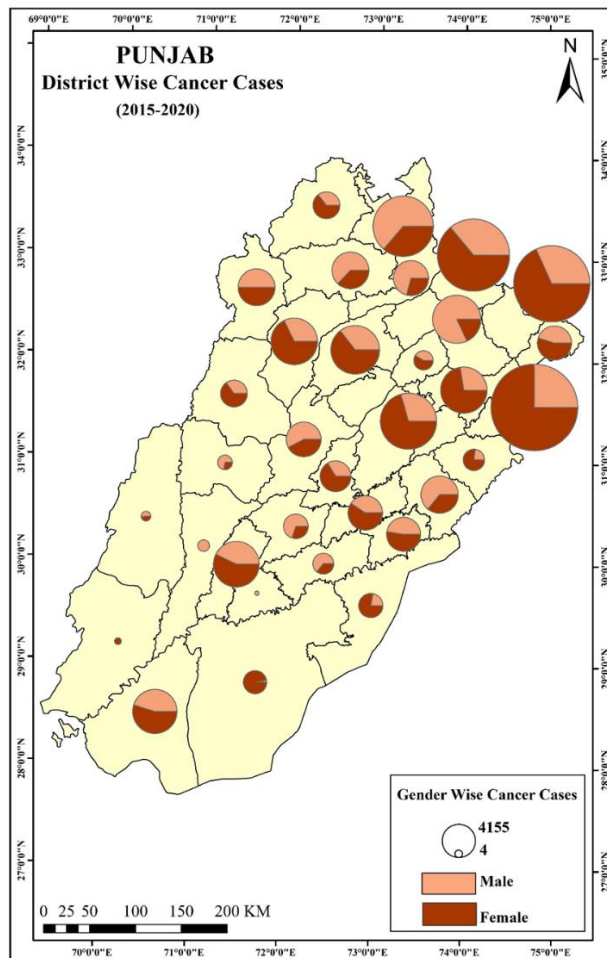 69°0'0"E 70°0'0"E 71°0'0"E 72°0'0"E 73°0'0"E 74°0'0"E 75°0'0"E
PUNJAB
District Wise Cancer Cases
(2015-2020)
N
34°0'0"N
33°0'0"N
32°0'0"N
31°0'0"N
30°0'0"N
29°0'0"N
28°0'0"N
27°0'0"N
Gender Wise Cancer Cases
4155
4
Male
Female
0 25 50 100 150 200 KM
70°0'0"E 71°0'0"E 72°0'0"E 73°0'0"E 74°0'0"E 75°0'0"E